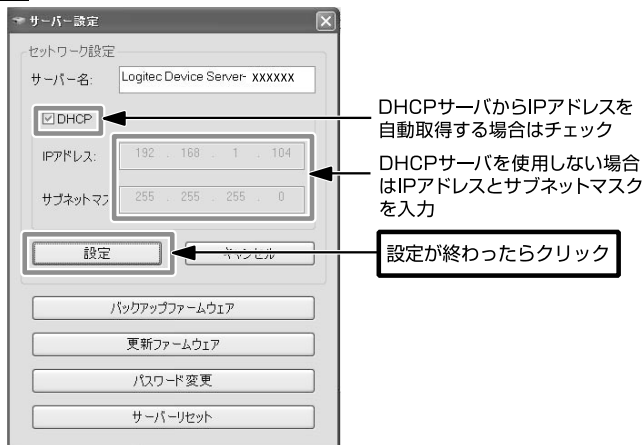 サーバー設定
セットワーク設定
サーバー名:
Logitec Device Server- XXXXXX
DHCP
IPアドレス:
192 . 168 . 1 . 104
サブネットマス
255 . 255 . 255 . 0
設定
キャンセル
バックアップファームウェア
更新ファームウェア
パスワード変更
サーバーリセット
DHCPサーバからIPアドレスを
自動取得する場合はチェック
DHCPサーバを使用しない場合
はIPアドレスとサブネットマスク
を入力
設定が終わったらクリック